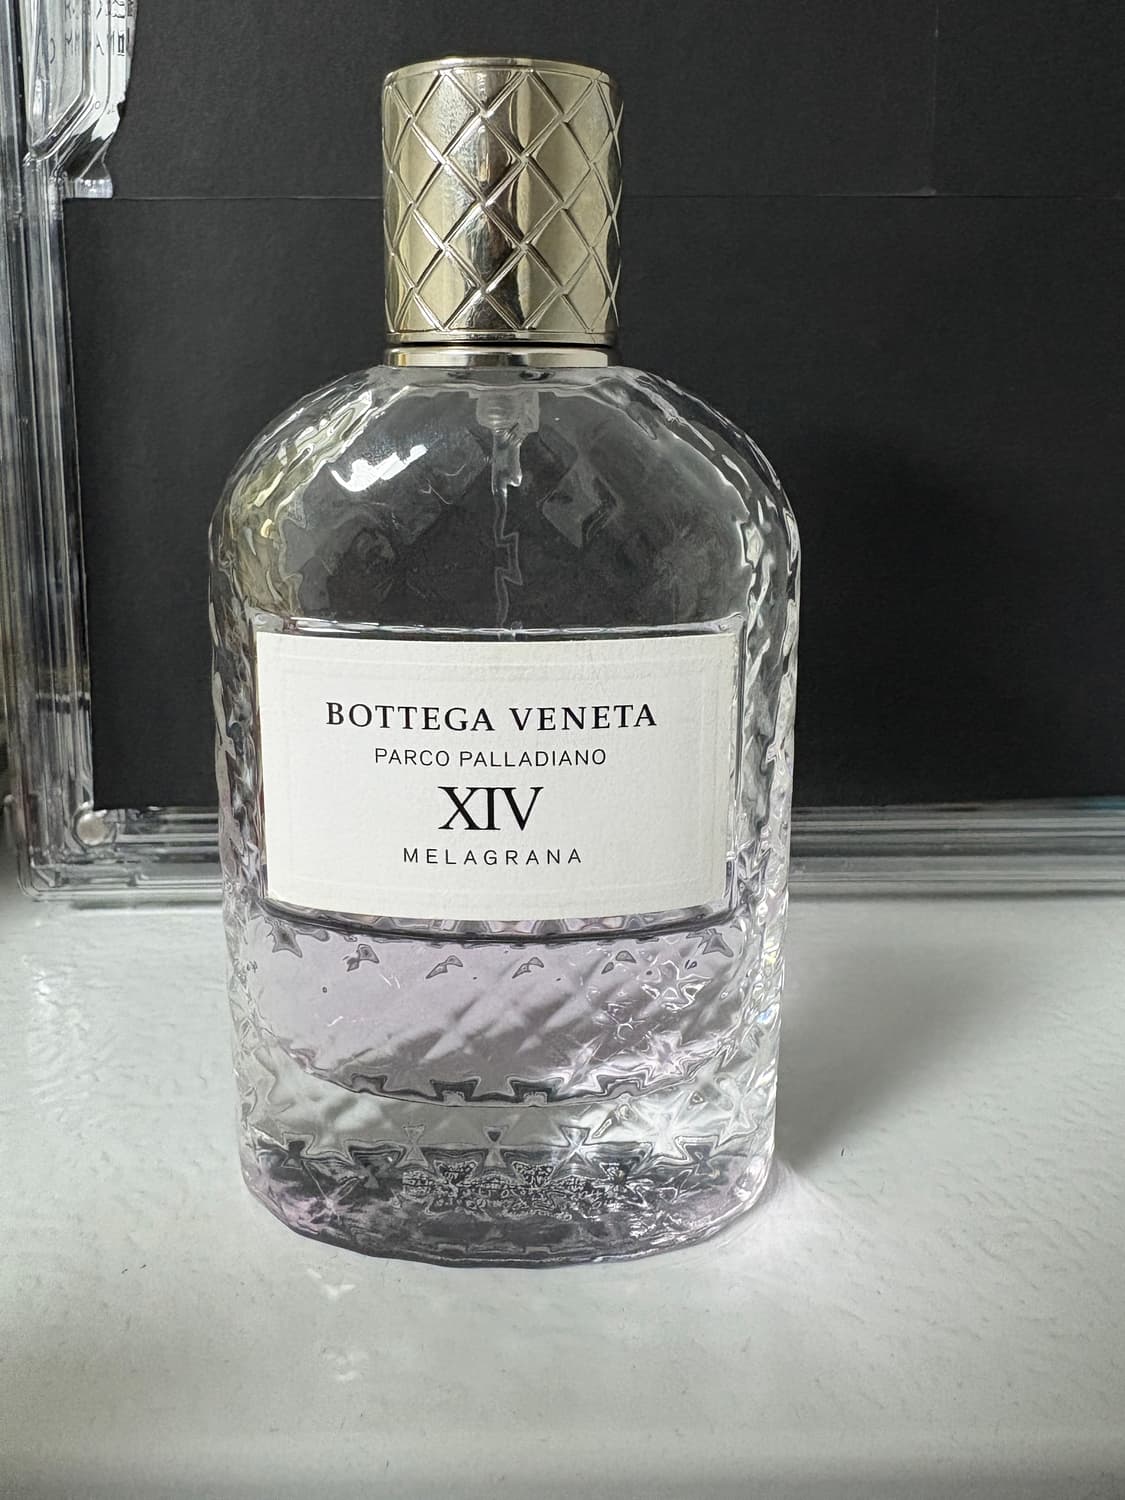 BOTTEGA VENETA
PARCO PALLADIANO
XIV
MELAGRANA